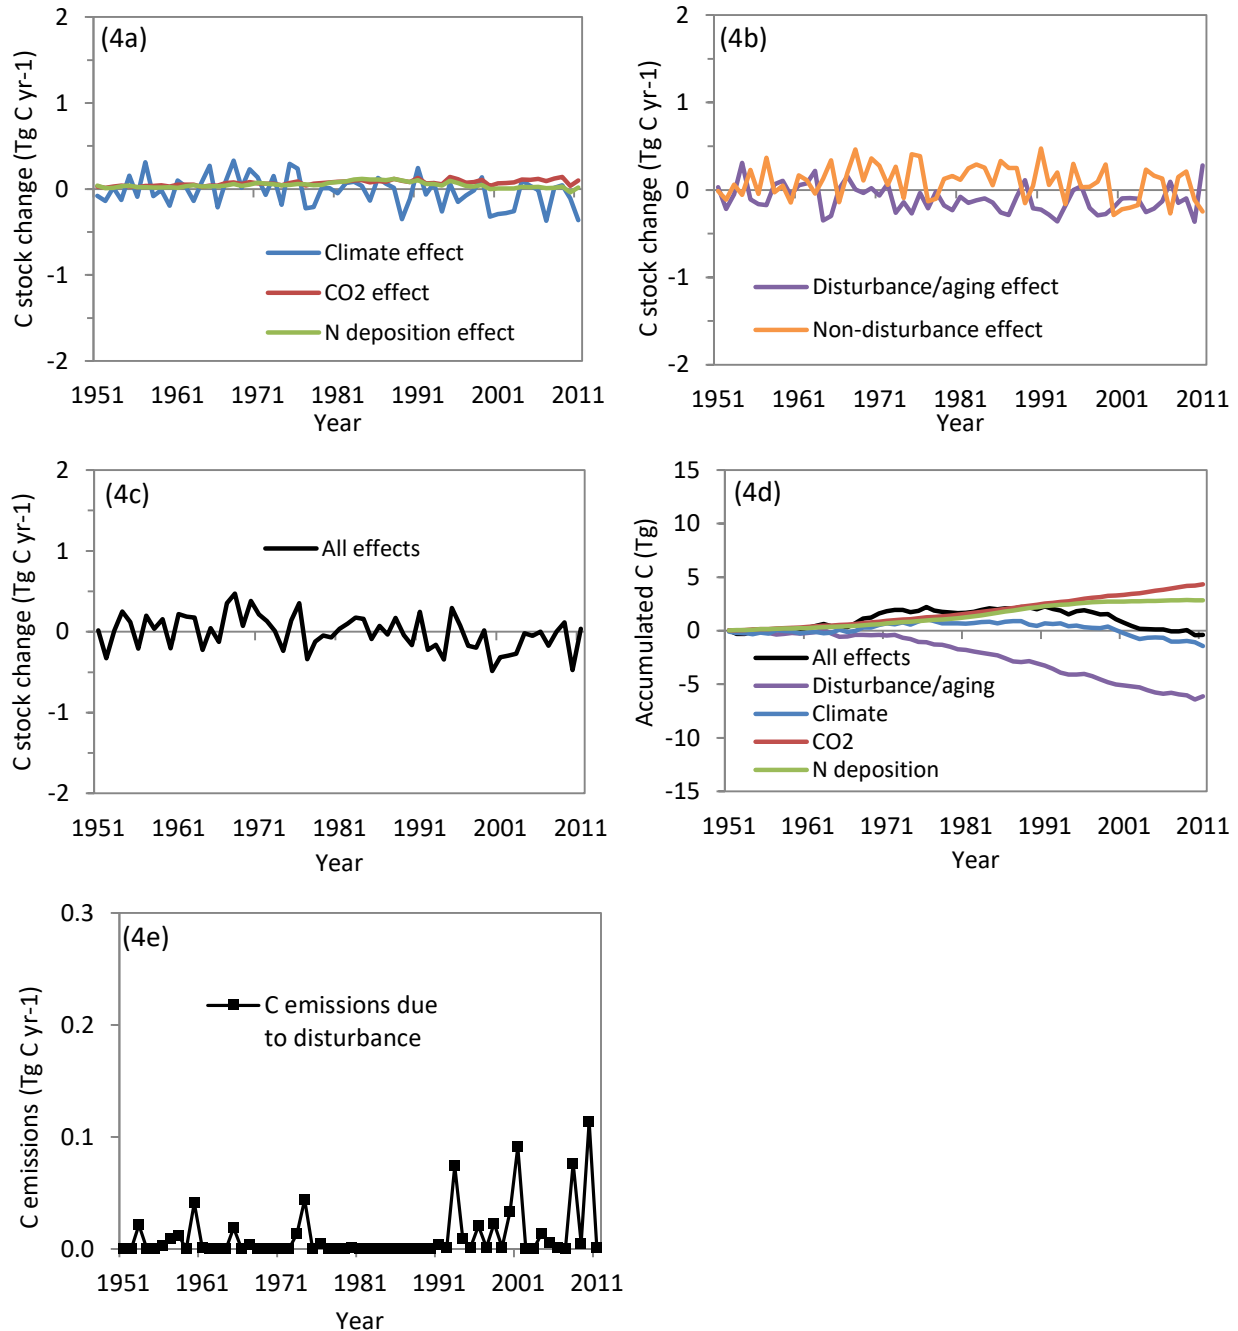 (4a)
C stock change (Tg C yr-1)
2
1
0
-1
-2
Climate effect
CO2 effect
N deposition effect
1951 1961 1971 1981 1991 2001 2011
Year
(4b)
C stock change (Tg C yr-1)
2
1
0
-1
-2
Disturbance/aging effect
Non-disturbance effect
1951 1961 1971 1981 1991 2001 2011
Year
(4c)
C stock change (Tg C yr-1)
2
1
0
-1
-2
All effects
1951 1961 1971 1981 1991 2001 2011
Year
(4d)
Accumulated C (Tg)
15
10
5
0
-5
-10
-15
All effects
Disturbance/aging
Climate
CO2
N deposition
1951 1961 1971 1981 1991 2001 2011
Year
(4e)
C emissions (Tg C yr-1)
0.3
0.2
0.1
0.0
C emissions due
to disturbance
1951 1961 1971 1981 1991 2001 2011
Year